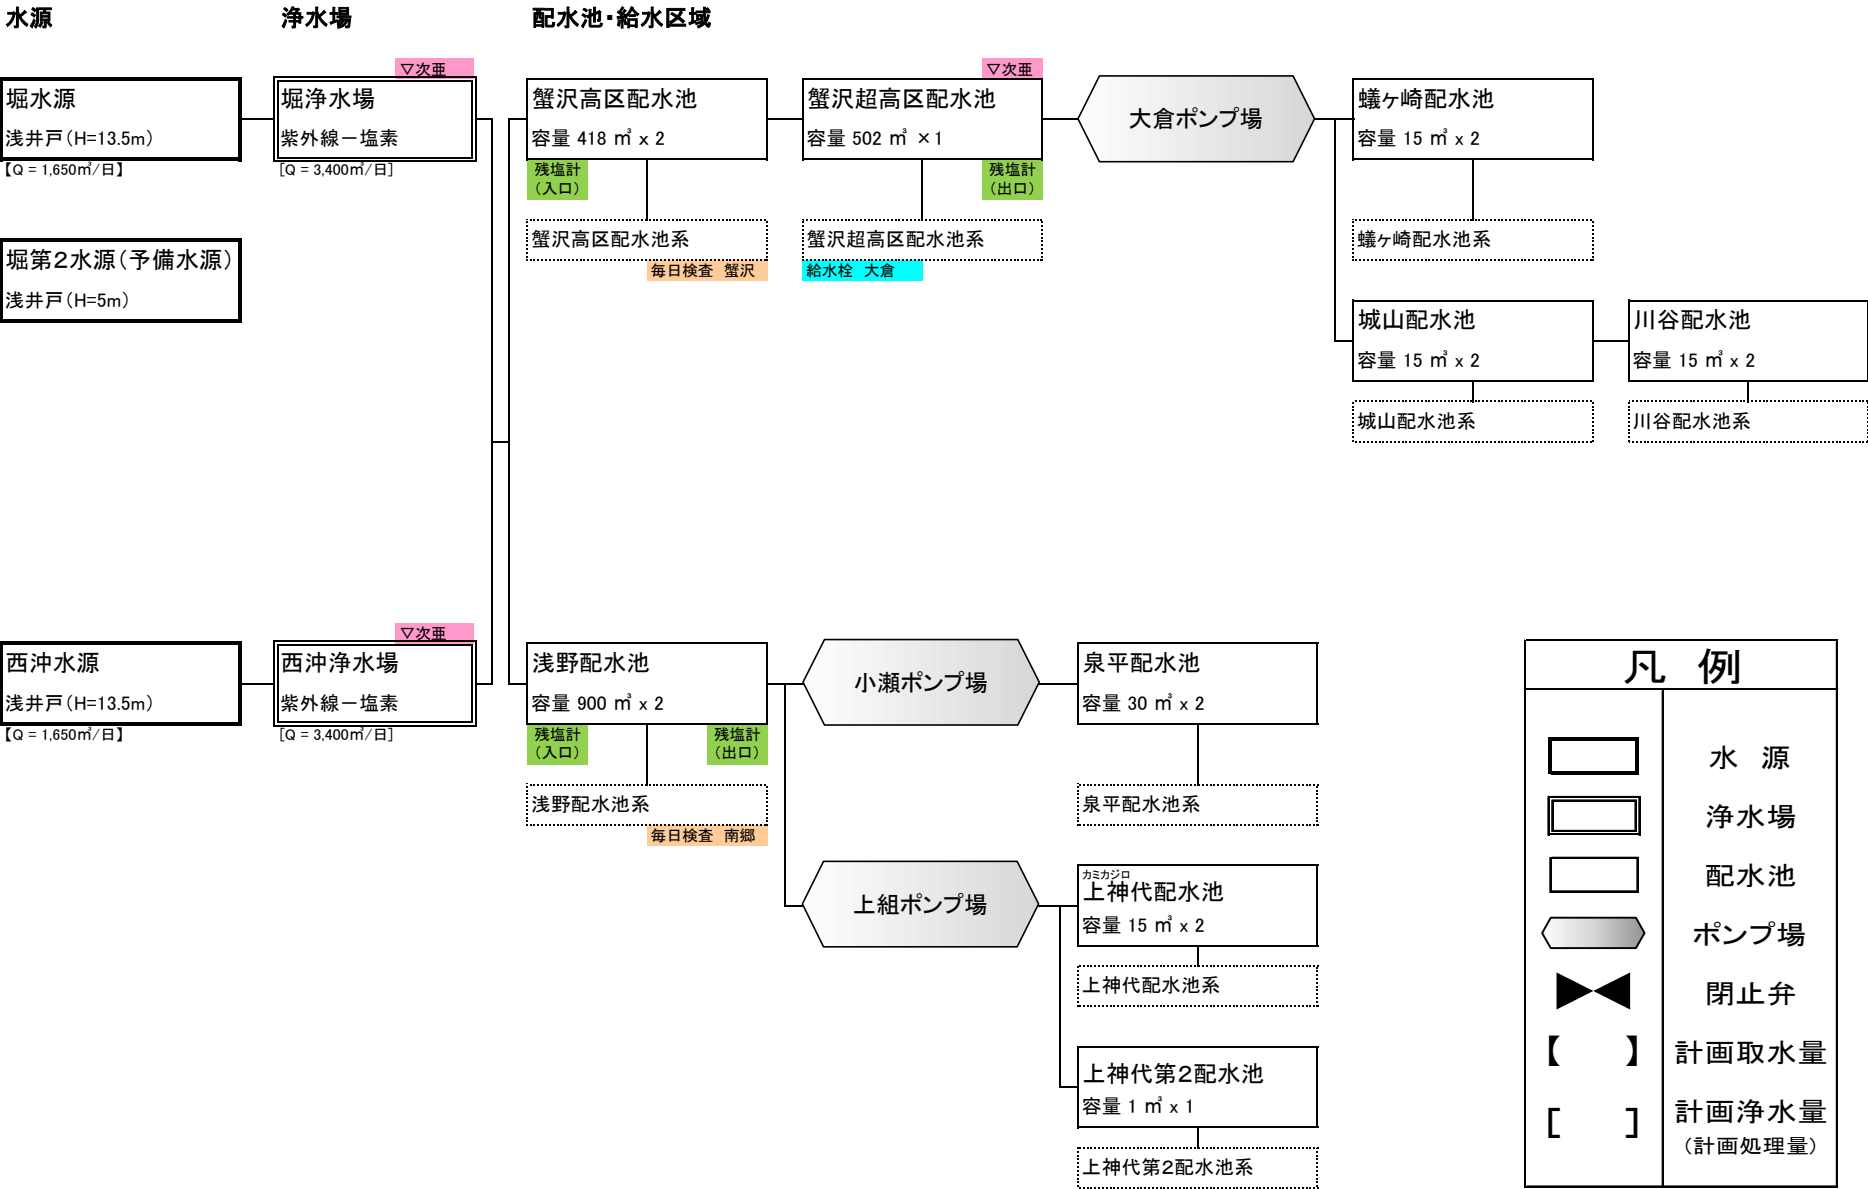 水源
浄水場
配水池・給水区域
▽次亜
▽次亜
堀水源
浅井戸（H=13.5m）
【Q = 1,650㎥/日】
堀浄水場
紫外線－塩素
[Q = 3,400㎥/日]
蟹沢高区配水池
容量 418 ㎥ x 2
残塩計
（入口）
蟹沢高区配水池系
毎日検査　蟹沢
蟹沢超高区配水池
容量 502 ㎥ ×1
残塩計
（出口）
蟹沢超高区配水池系
給水栓　大倉
大倉ポンプ場
蟻ヶ崎配水池
容量 15 ㎥ x 2
蟻ヶ崎配水池系
堀第２水源（予備水源）
浅井戸（H=5m）
城山配水池
容量 15 ㎥ x 2
城山配水池系
川谷配水池
容量 15 ㎥ x 2
川谷配水池系
▽次亜
西沖水源
浅井戸（H=13.5m）
【Q = 1,650㎥/日】
西沖浄水場
紫外線－塩素
[Q = 3,400㎥/日]
浅野配水池
容量 900 ㎥ x 2
残塩計
（入口）
残塩計
（出口）
浅野配水池系
毎日検査　南郷
小瀬ポンプ場
泉平配水池
容量 30 ㎥ x 2
泉平配水池系
上組ポンプ場
カミカジロ
上神代配水池
容量 15 ㎥ x 2
上神代配水池系
上神代第２配水池
容量 1 ㎥ x 1
上神代第２配水池系
凡　例
水　源
浄水場
配水池
ポンプ場
閉止弁
【　　】 計画取水量
[　　] 計画浄水量
（計画処理量）